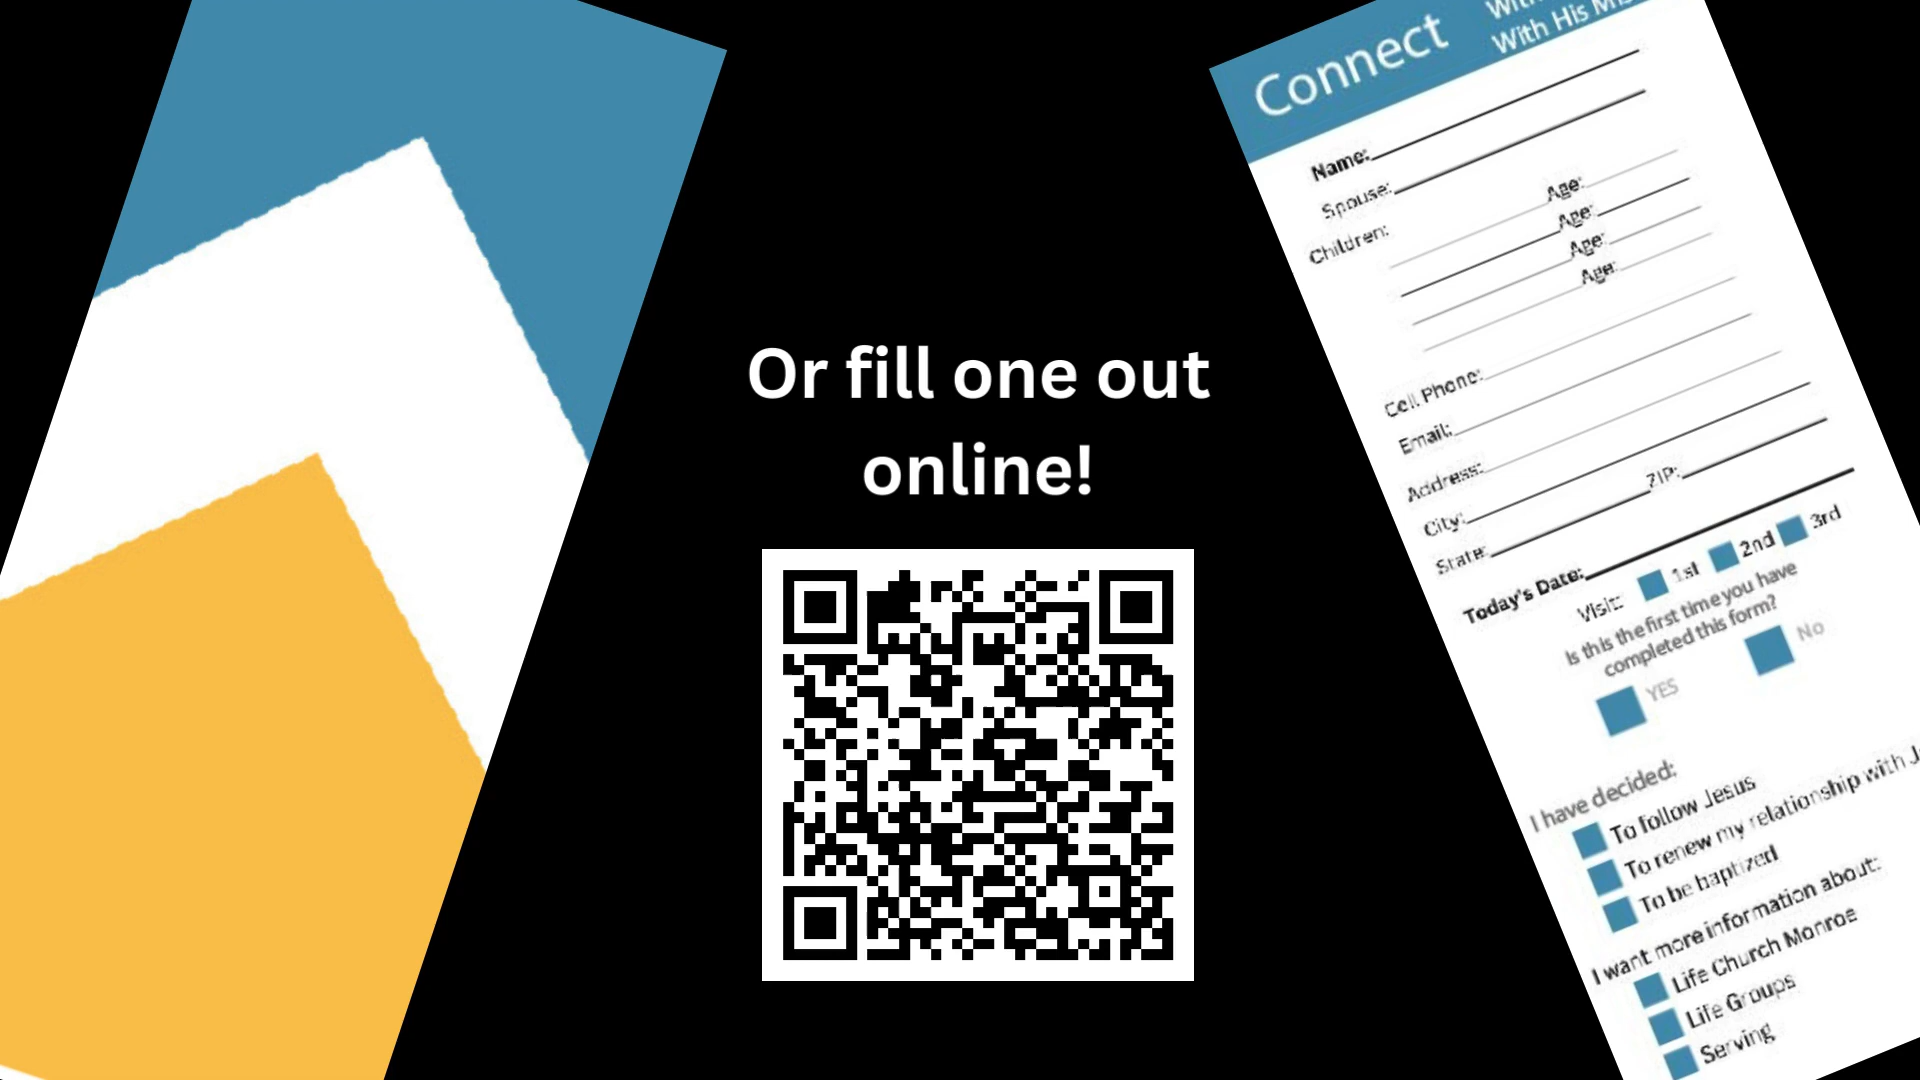 Or fill one out
online!
Connect
With His
Name:
Spouse:
Children:
Age:
Age:
Age:
Age:
Cell Phone:
Email:
Address:
City:
State: ZIP:
Today's Date:
Visit: 1st 2nd 3rd
Is this the first time you have
completed this form?
YES No
I have decided:
To follow Jesus
To renew my relationship with
To be baptized
I want more information about:
Life Church Monroe
Life Groups
Serving